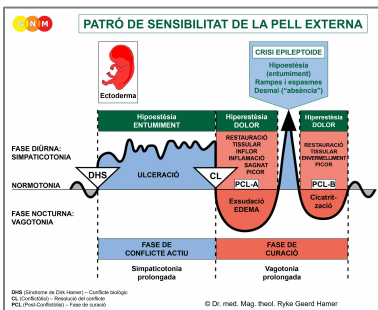 GNM
PATRÓ DE SENSIBILITAT DE LA PELL EXTERNA
CRISI EPILEPTOIDE
Hipoestèsia
(entumiment)
Rampes i espasmes
Desmai ("absència")
Ectoderma
Hipoestèsia
ENTUMIMENT
Hiperestèsia
DOLOR
Hiperestèsia
DOLOR
RESTAURACIÓ
TISSULAR
INFLOR
INFLAMACIÓ
SAGNAT
PICOR
RESTAURACIÓ
TISSULAR
ENVERMELLIMENT
PICOR
FASE DIÜRNA:
SIMPATICOTONIA
DHS
ULCERACIÓ
CL
PCL-A
PCL-B
NORMOTONIA
Exsudació
EDEMA
Cicatrit-
zació
FASE NOCTURNA:
VAGOTONIA
FASE DE
CONFLICTE ACTIU
FASE DE
CURACIÓ
Simpaticotonia
prolongada
Vagotonia
prolongada
DHS (Síndrome de Dirk Hamer) – Conflicte biològic
CL (Conflictòlisi) – Resolució del conflicte
PCL (Post-Conflictòlisi) – Fase de curació
© Dr. med. Mag. theol. Ryke Geerd Hamer